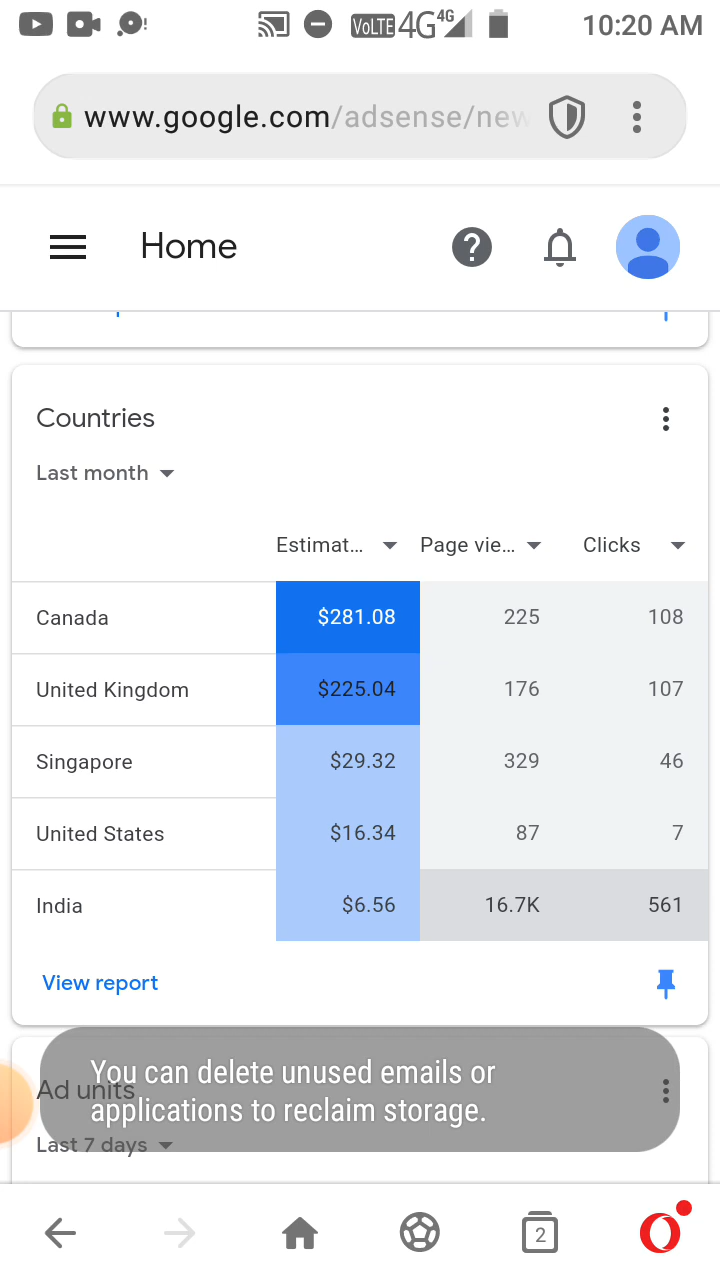 VoLTE 4G 4G 10:20 AM
www.google.com/adsense/new
Home
Countries
Last month
Estimat... Page vie... Clicks
Canada $281.08 225 108
United Kingdom $225.04 176 107
Singapore $29.32 329 46
United States $16.34 87 7
India $6.56 16.7K 561
View report
Ad units
You can delete unused emails or
applications to reclaim storage.
Last 7 days
2